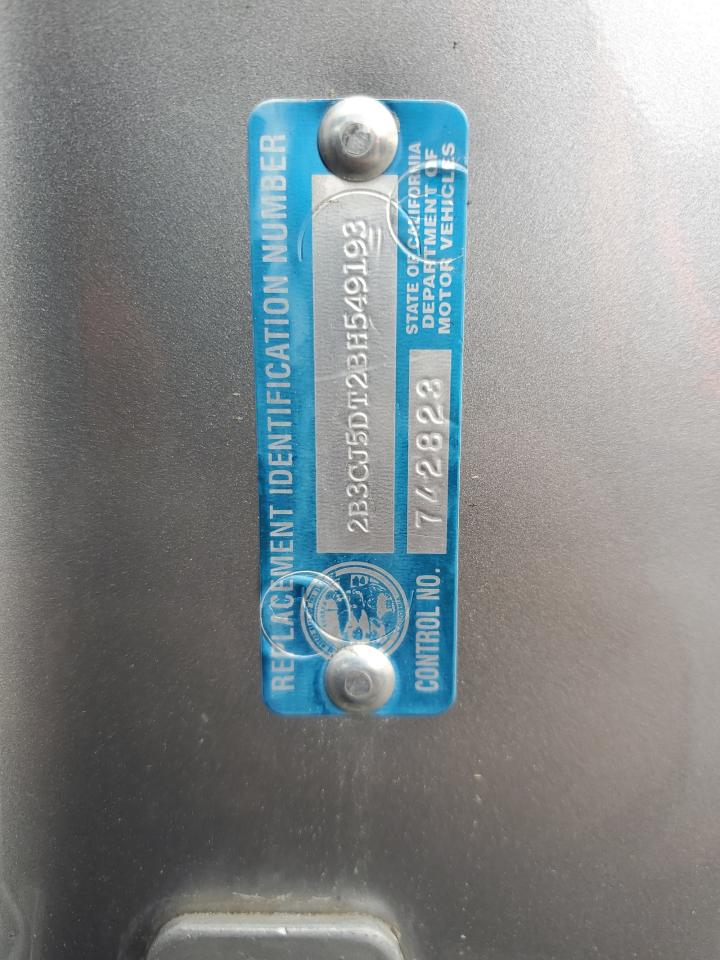 REPLACEMENT IDENTIFICATION NUMBER
2B3CJ5DT2BH549193
STATE OF CALIFORNIA
DEPARTMENT OF
MOTOR VEHICLES
CONTROL NO. 742823